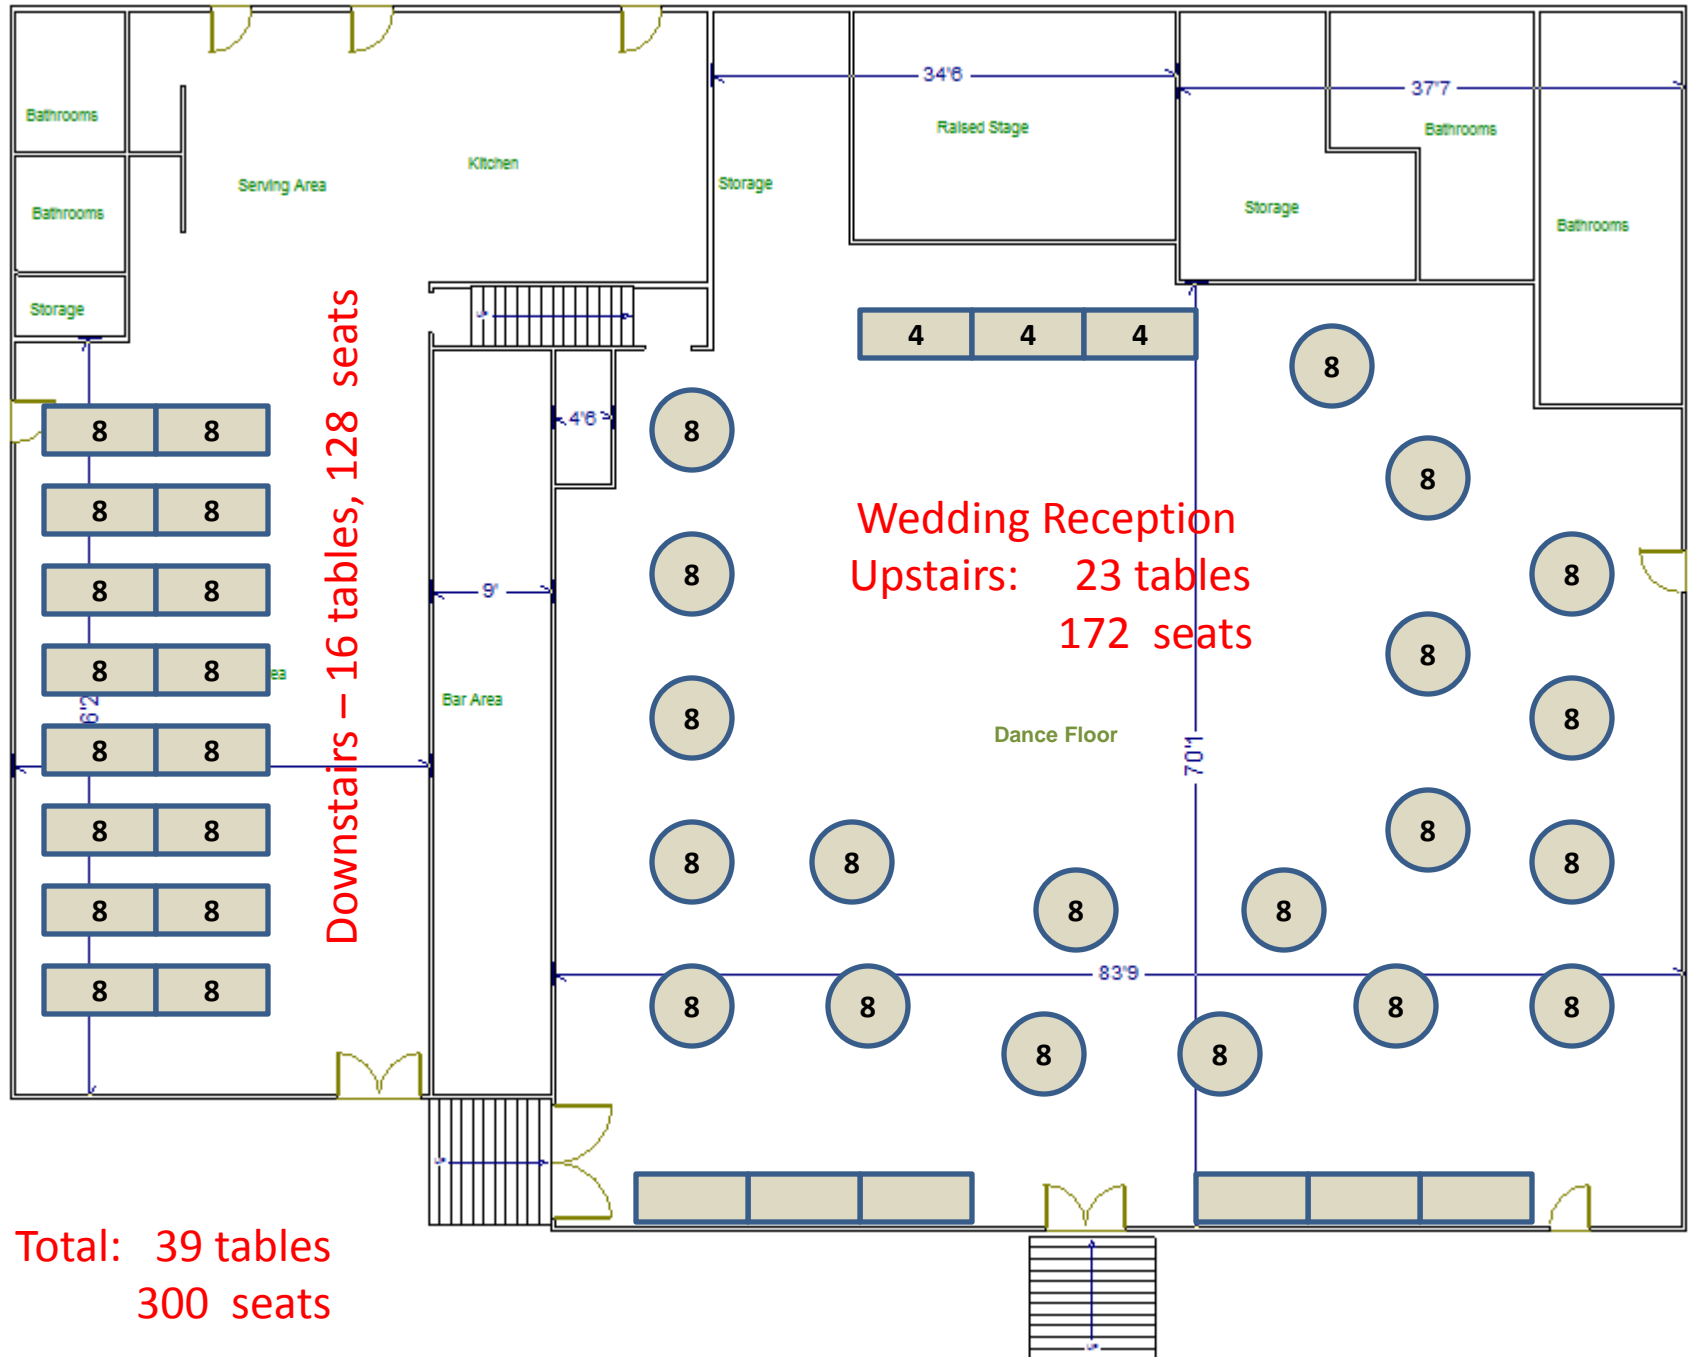 34'6
37'7
Bathrooms
Raised Stage
Bathrooms
Kitchen
Serving Area
Storage
Bathrooms
Storage
Bathrooms
Storage
4 4 4
8
8 8
4'6
8
8
8 8
Wedding Reception
Upstairs: 23 tables
172 seats
8 8
8
8
8 8
9'
8 8
8
ea
6'2
Bar Area
8
8
Dance Floor
8 8
70'1
8 8
8
8
8
8
8 8
8
8
83'9
8 8
8
8
8
8
8
8
Downstairs – 16 tables, 128 seats
Total: 39 tables
300 seats